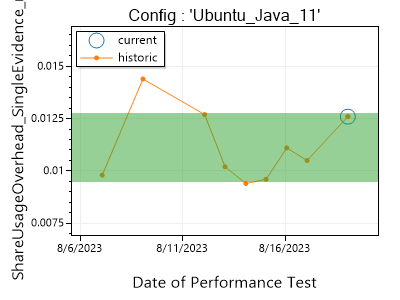 Config : 'Ubuntu_Java_11'
current
historic
ShareUsageOverhead_SingleEvidence_
0.015
0.0125
0.01
0.0075
8/6/2023
8/11/2023
8/16/2023
Date of Performance Test